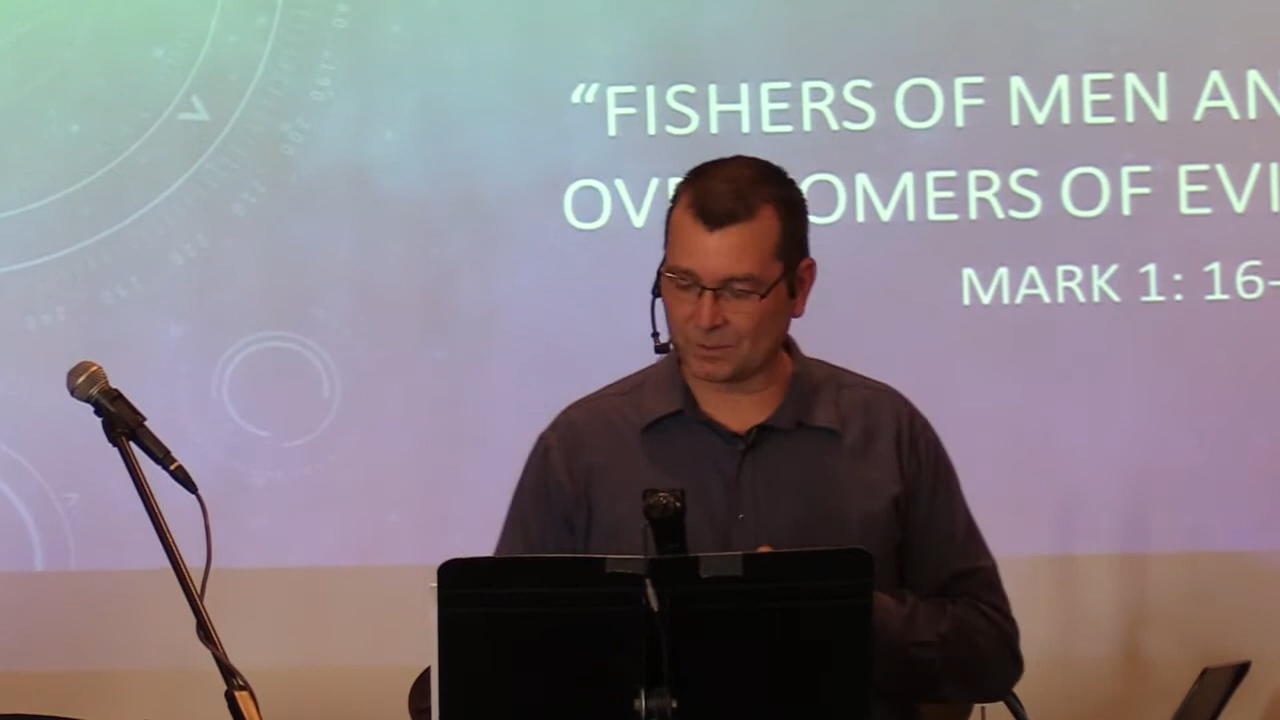 “FISHERS OF MEN AN
OV OMERS OF EVI
MARK 1: 16-